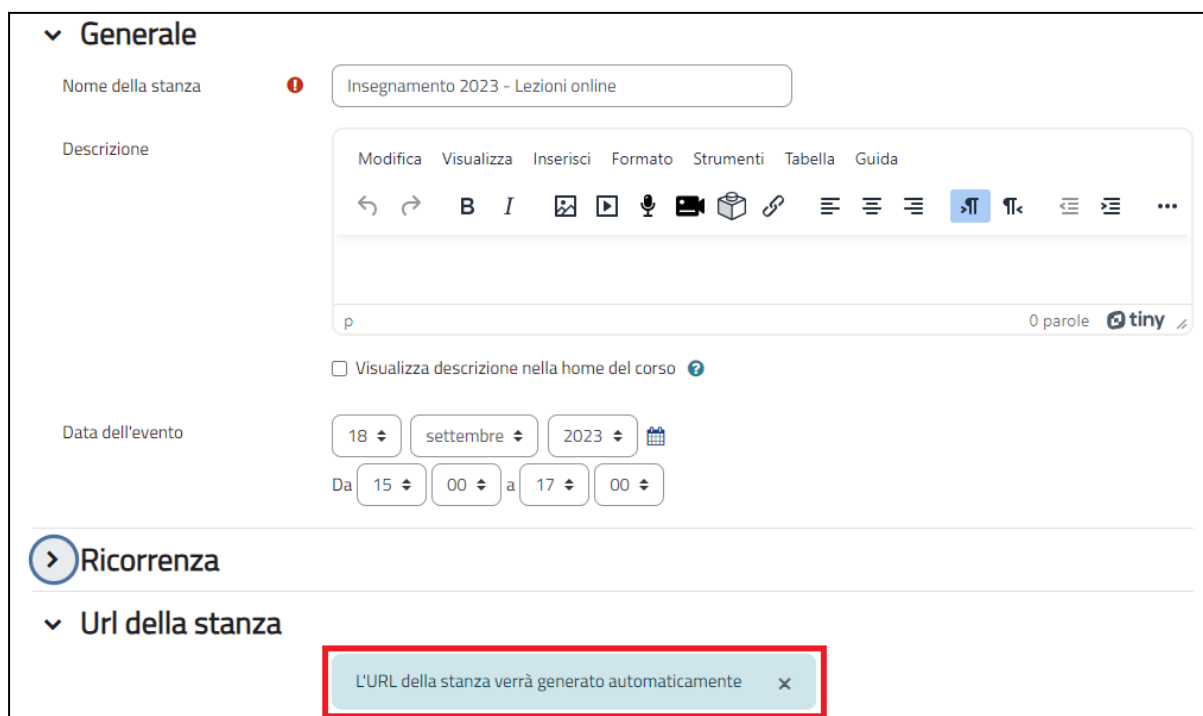 Generale
Nome della stanza
Insegnamento 2023 - Lezioni online
Descrizione
Modifica Visualizza Inserisci Formato Strumenti Tabella Guida
B I
p 0 parole tiny
Visualizza descrizione nella home del corso
Data dell'evento
18 settembre 2023
Da 15 00 a 17 00
Ricorrenza
Url della stanza
L'URL della stanza verrà generato automaticamente ×